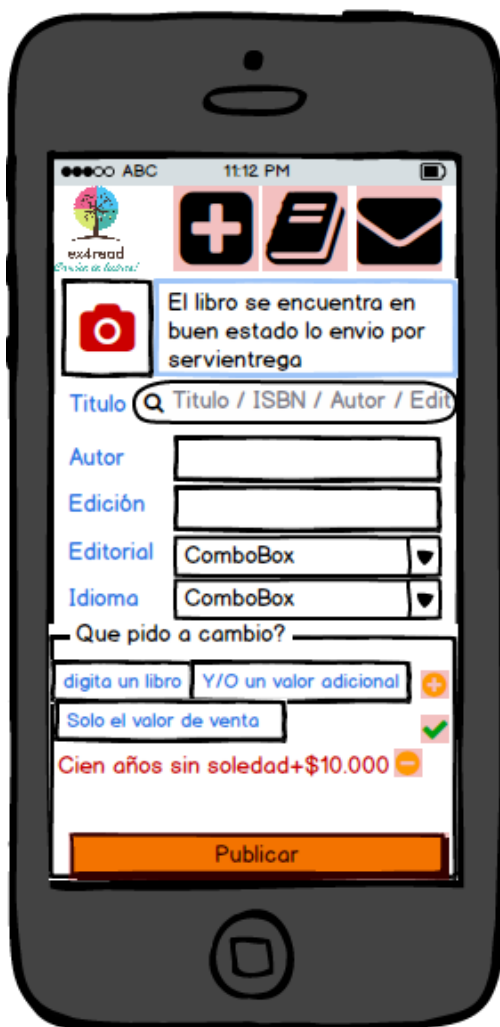 ABC 11:12 PM
ex4read
El libro se encuentra en
buen estado lo envio por
servientrega
Titulo Titulo / ISBN / Autor / Edit
Autor
Edición
Editorial ComboBox
Idioma ComboBox
Que pido a cambio?
digita un libro Y/O un valor adicional
Solo el valor de venta
Cien años sin soledad+$10.000
Publicar